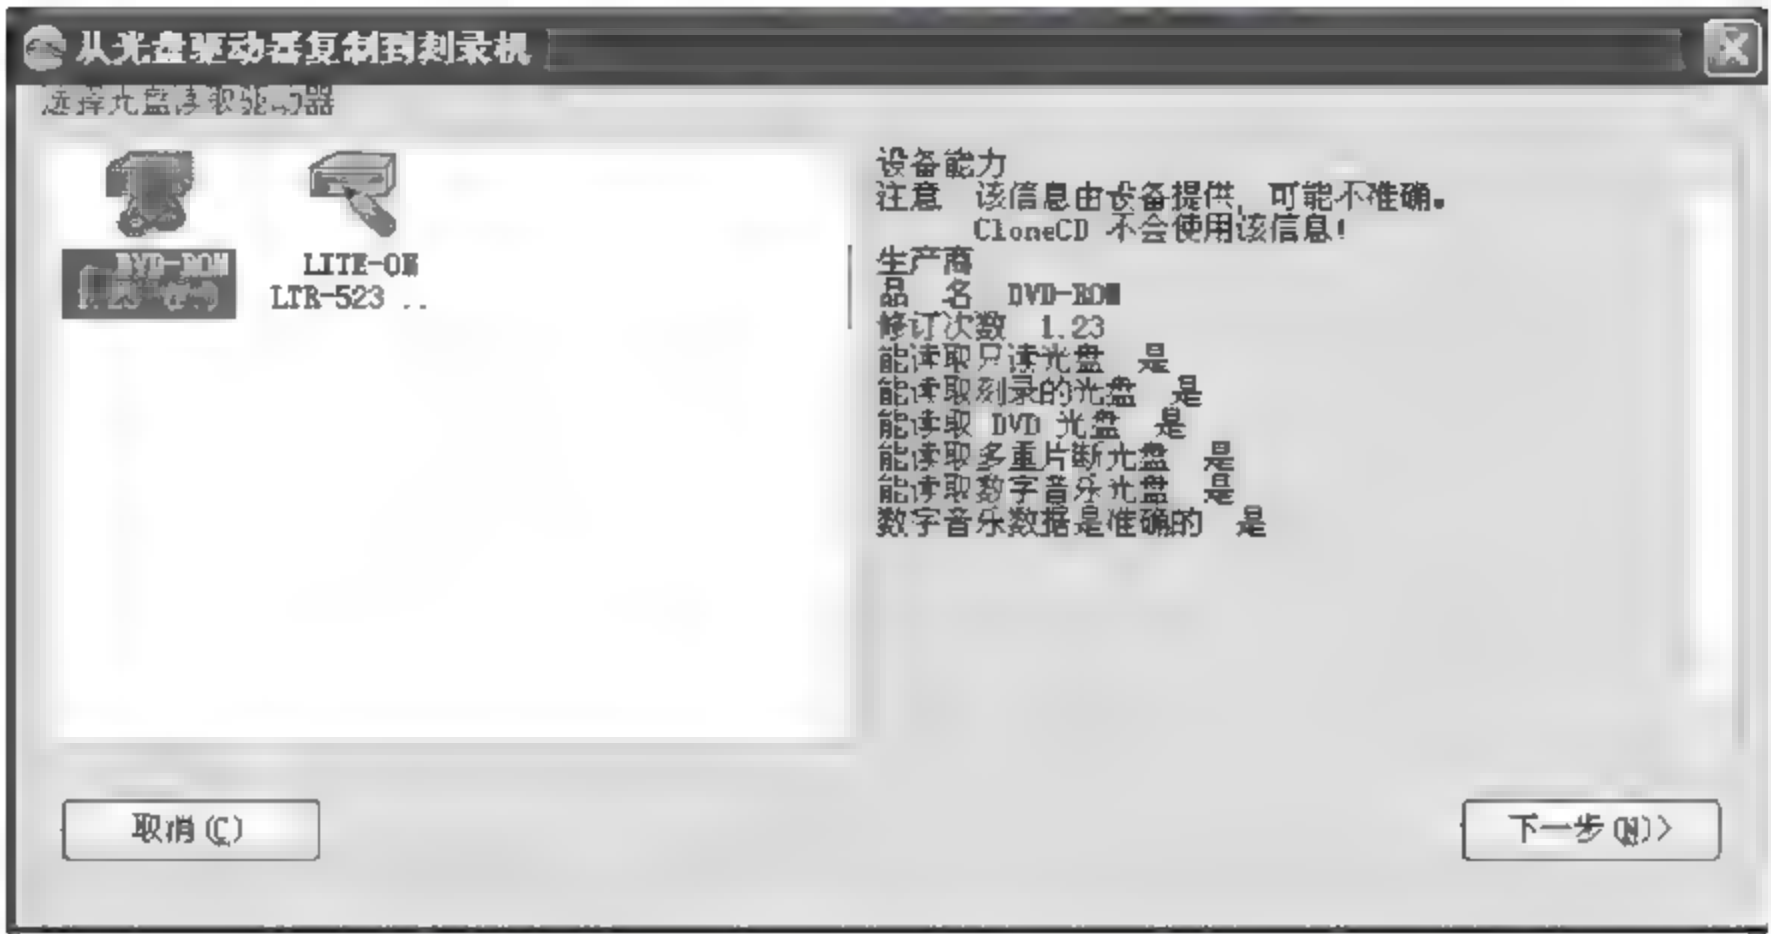 从光盘驱动器复制到刻录机
选择光盘读取驱动器
DVD-ROM
LITE-ON
LTR-523 ..
设备能力
注意 该信息由设备提供, 可能不准确。
CloneCD 不会使用该信息!
生产商
品 名 DVD-ROM
修订次数 1.23
能读取只读光盘 是
能读取刻录的光盘 是
能读取 DVD 光盘 是
能读取多重片断光盘 是
能读取数字音乐光盘 是
数字音乐数据是准确的 是
取消(C)
下一步(N)>